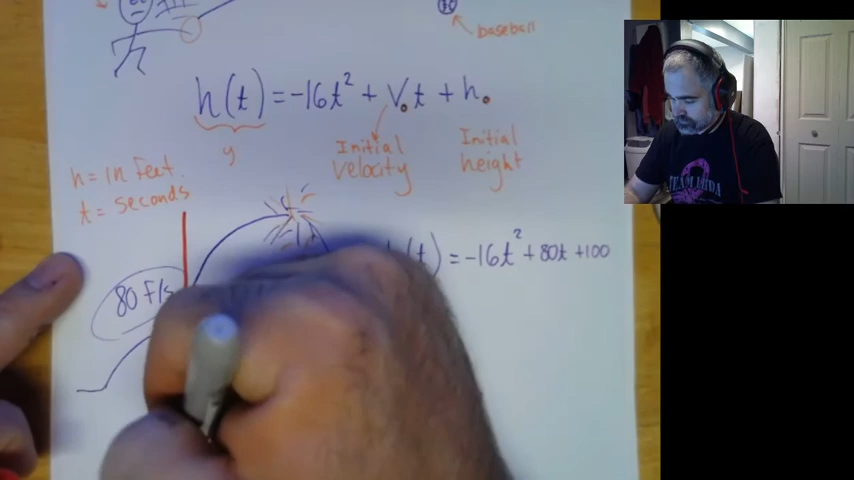 baseball
h(t) = -16t² + V₀t + h₀
y
Initial velocity
Initial height
h = in feet.
t = seconds
80 F/s
(t) = -16t² + 80t + 100